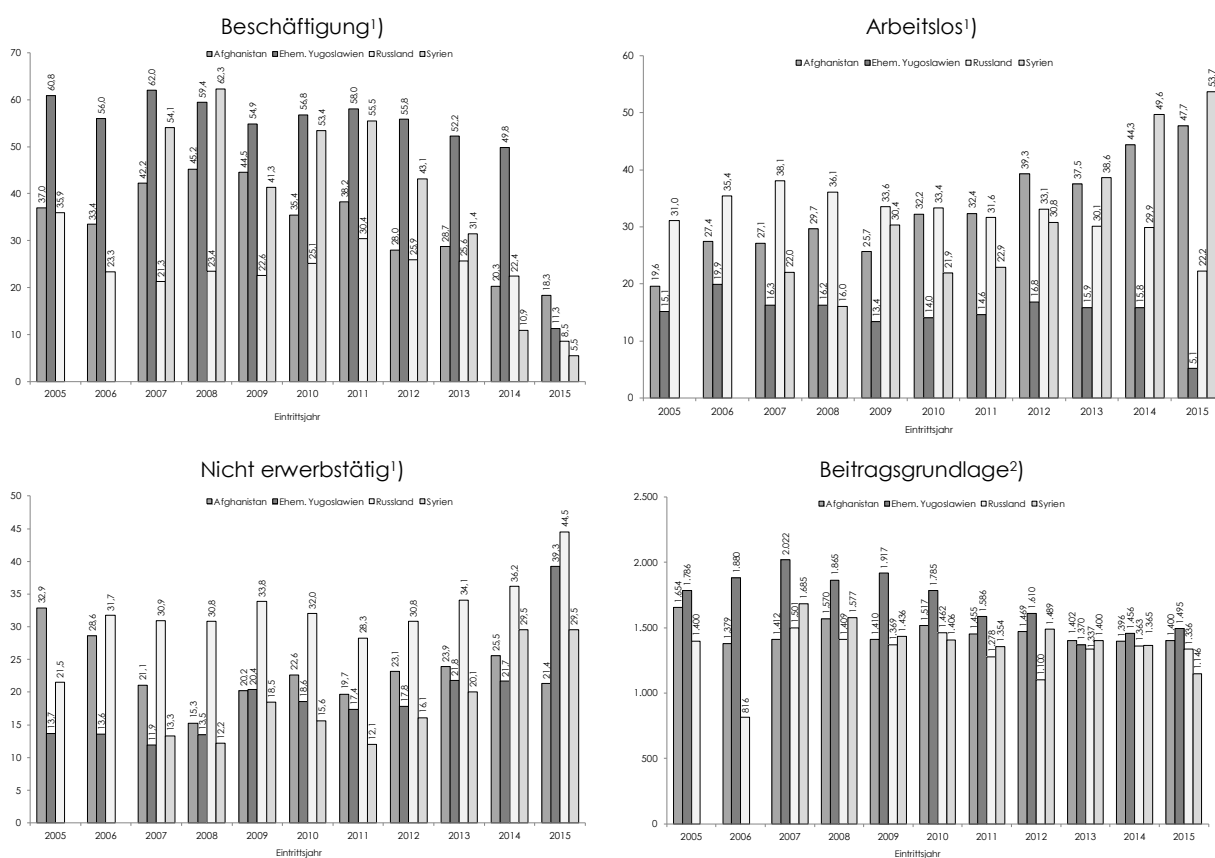 Beschäftigung¹)
Afghanistan Ehem. Yugoslawien Russland Syrien
70
60
50
40
30
20
10
0
37,0 60,8 35,9
33,4 56,0 23,3
42,2 62,0 21,3 54,1
45,2 59,4 23,4 62,3
44,5 54,9 22,6 41,3
35,4 56,8 25,1 53,4
38,2 58,0 30,4 55,5
28,0 55,8 25,9 43,1
28,7 52,2 25,6 31,4
20,3 49,8 22,4 10,9
18,3 11,3 8,5 5,5
2005 2006 2007 2008 2009 2010 2011 2012 2013 2014 2015
Eintrittsjahr
Arbeitslos¹)
Afghanistan Ehem. Yugoslawien Russland Syrien
60
50
40
30
20
10
0
19,6 15,1 31,0
27,4 19,9 35,4
27,1 16,3 38,1 22,0
29,7 16,2 36,1 16,0
25,7 13,4 33,6 30,4
32,2 14,0 33,4 21,9
32,4 14,6 31,6 22,9
39,3 16,8 33,1 30,8
37,5 15,9 30,1 38,6
44,3 15,8 29,9 49,6
47,7 5,1 22,2 53,7
2005 2006 2007 2008 2009 2010 2011 2012 2013 2014 2015
Eintrittsjahr
Nicht erwerbstätig¹)
Afghanistan Ehem. Yugoslawien Russland Syrien
50
45
40
35
30
25
20
15
10
5
0
32,9 13,7 21,5
28,6 13,6 31,7
21,1 11,9 30,9 13,3
15,3 13,5 30,8 12,2
20,2 20,4 33,8 18,5
22,6 18,6 32,0 15,6
19,7 17,4 28,3 12,1
23,1 17,8 30,8 16,1
23,9 21,8 34,1 20,1
25,5 21,7 36,2 29,5
21,4 39,3 44,5 29,5
2005 2006 2007 2008 2009 2010 2011 2012 2013 2014 2015
Eintrittsjahr
Beitragsgrundlage²)
Afghanistan Ehem. Yugoslawien Russland Syrien
2.500
2.000
1.500
1.000
500
0
1.654 1.786 1.400
1.379 1.880 816
1.412 2.022 1.501 1.685
1.570 1.865 1.409 1.577
1.410 1.917 1.369 1.436
1.517 1.785 1.462 1.406
1.455 1.586 1.278 1.354
1.469 1.610 1.100 1.489
1.402 1.370 1.337 1.400
1.396 1.456 1.363 1.365
1.400 1.495 1.336 1.146
2005 2006 2007 2008 2009 2010 2011 2012 2013 2014 2015
Eintrittsjahr